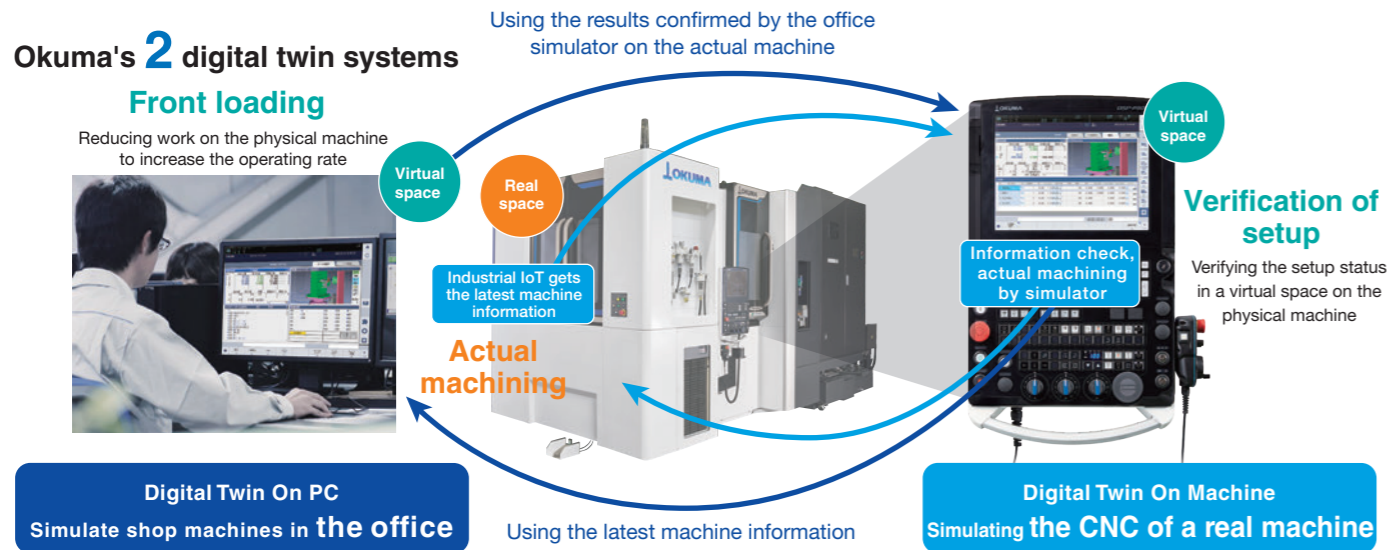 Okuma's 2 digital twin systems
Front loading
Reducing work on the physical machine
to increase the operating rate
Virtual
space
Using the results confirmed by the office
simulator on the actual machine
Real
space
OKUMA
OKUMA
Industrial IoT gets
the latest machine
information
Actual
machining
OKUMA
Virtual
space
Information check,
actual machining
by simulator
Verification of
setup
Verifying the setup status
in a virtual space on the
physical machine
Digital Twin On PC
Simulate shop machines in the office
Using the latest machine information
Digital Twin On Machine
Simulating the CNC of a real machine